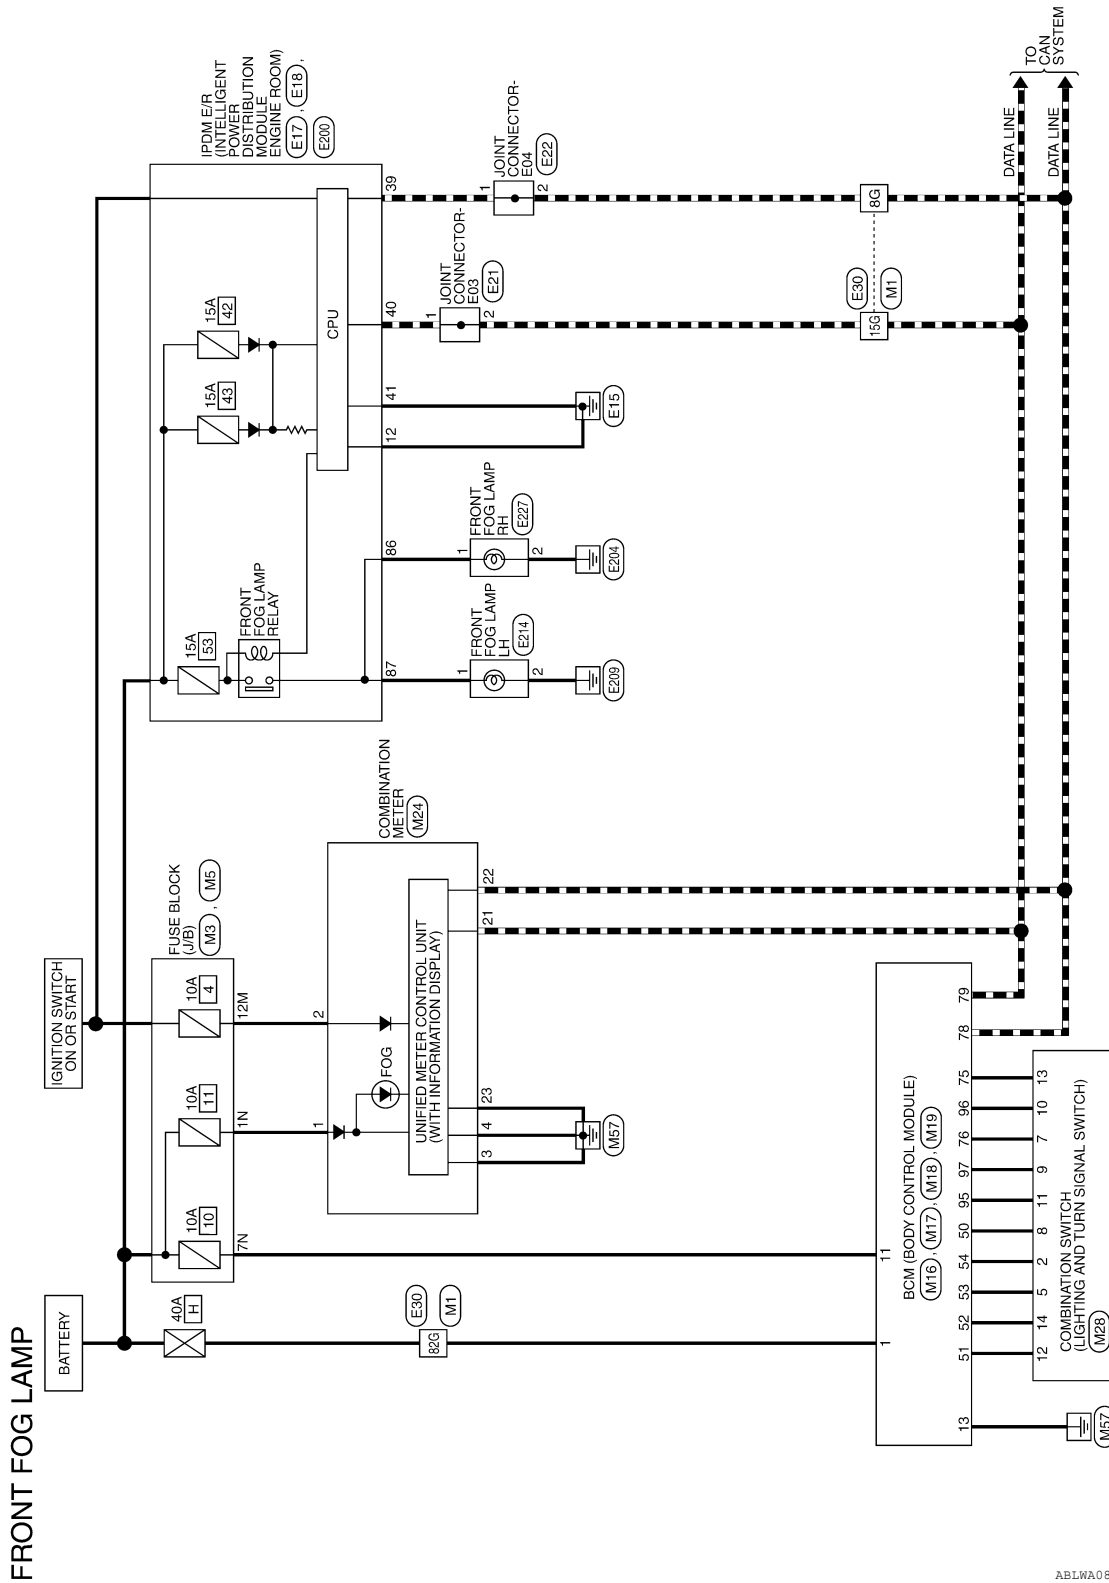 FRONT FOG LAMP
BATTERY
IGNITION SWITCH
ON OR START
40A
H
FUSE BLOCK
(J/B)
M3 , M5
10A
10
10A
11
10A
4
7N
1N
12M
82G
E30
M1
COMBINATION
METER
M24
1
2
FOG
UNIFIED METER CONTROL UNIT
(WITH INFORMATION DISPLAY)
3
4
23
21
22
M57
IPDM E/R
(INTELLIGENT
POWER
DISTRIBUTION
MODULE
ENGINE ROOM)
E17 , E18 ,
E200
15A
53
15A
43
15A
42
FRONT
FOG LAMP
RELAY
CPU
87
86
12
41
40
39
FRONT
FOG LAMP
LH
E214
1
2
E209
FRONT
FOG LAMP
RH
E227
1
2
E204
E15
JOINT
CONNECTOR-
E03
E21
1
2
JOINT
CONNECTOR-
E04
E22
1
2
15G
8G
E30
M1
DATA LINE
DATA LINE
TO
CAN
SYSTEM
BCM (BODY CONTROL MODULE)
M16 , M17 , M18 , M19
1
11
13
51
52
53
54
50
95
97
76
96
75
78
79
12
14
5
2
8
11
9
7
10
13
COMBINATION SWITCH
(LIGHTING AND TURN SIGNAL SWITCH)
M28
M57
ABLWA08